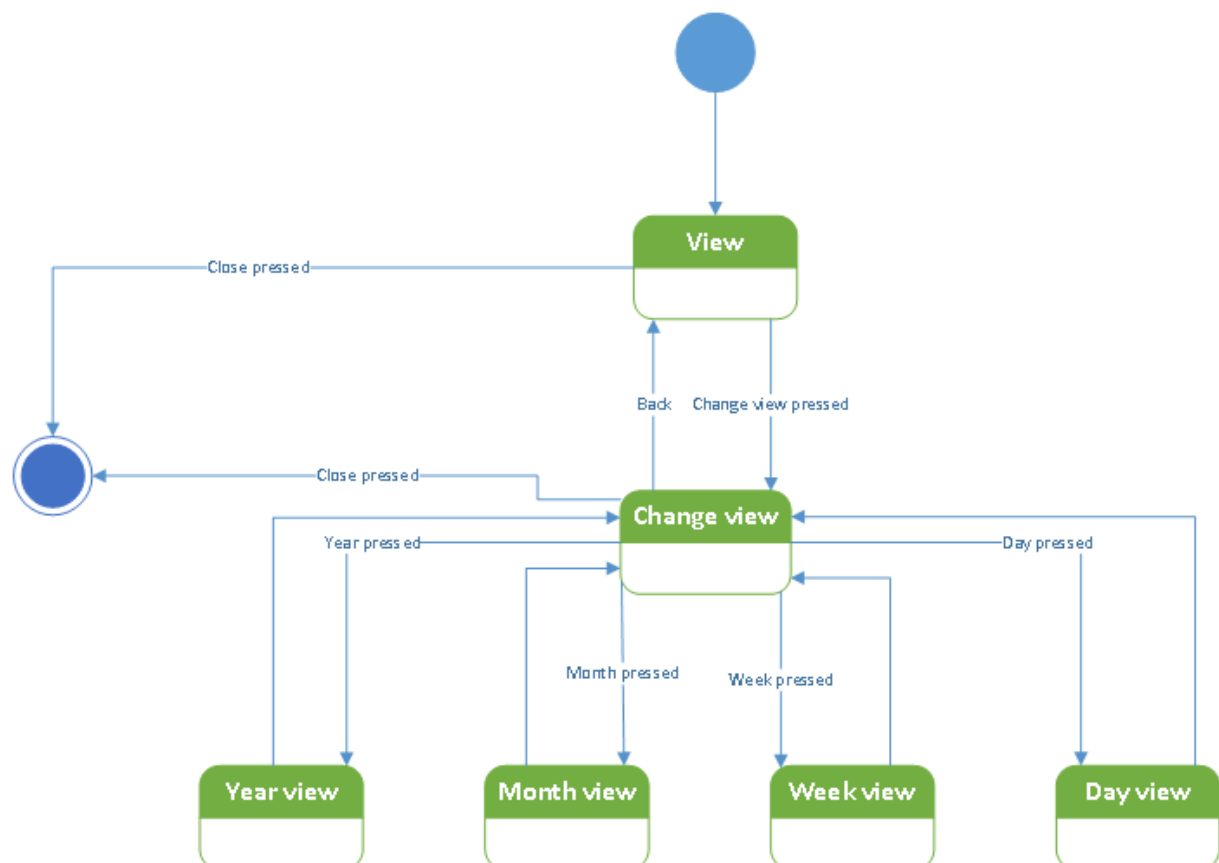 View
Close pressed
Back
Change view pressed
Close pressed
Change view
Year pressed
Day pressed
Month pressed
Week pressed
Year view
Month view
Week view
Day view